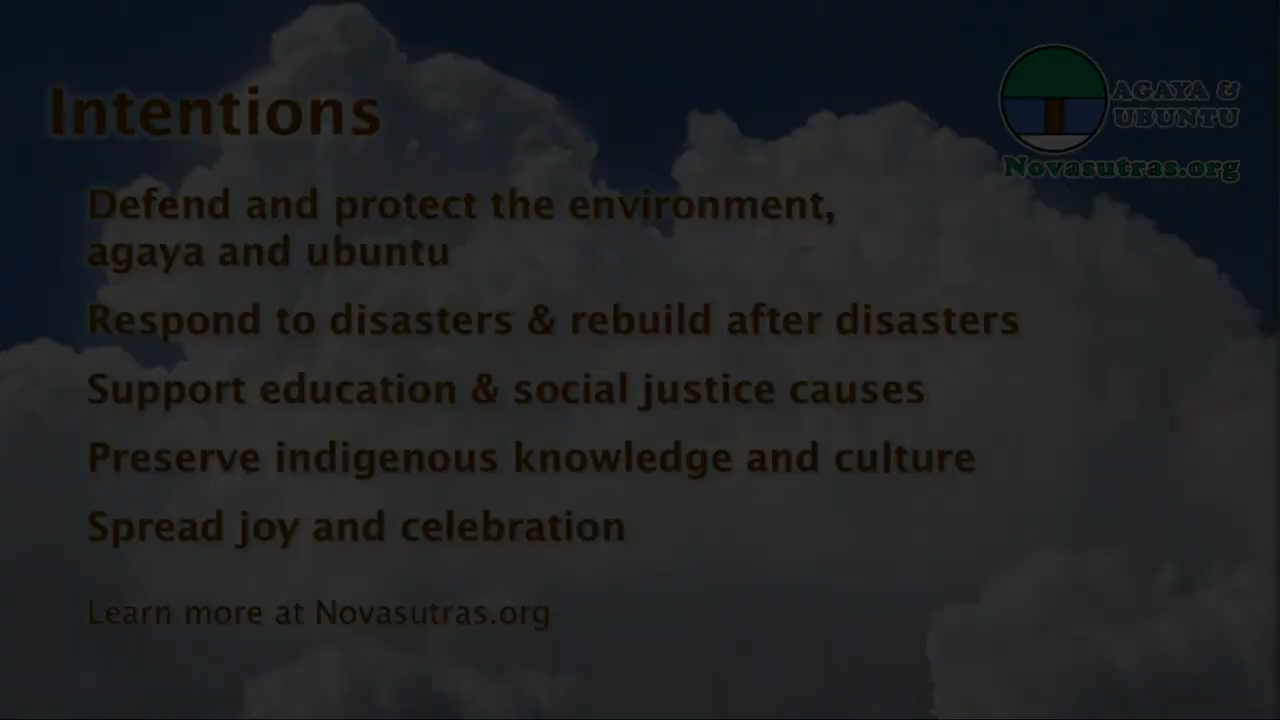 Intentions
AGAYA &
UBUNTU
Novasutras.org
Defend and protect the environment,
agaya and ubuntu
Respond to disasters & rebuild after disasters
Support education & social justice causes
Preserve indigenous knowledge and culture
Spread joy and celebration
Learn more at Novasutras.org